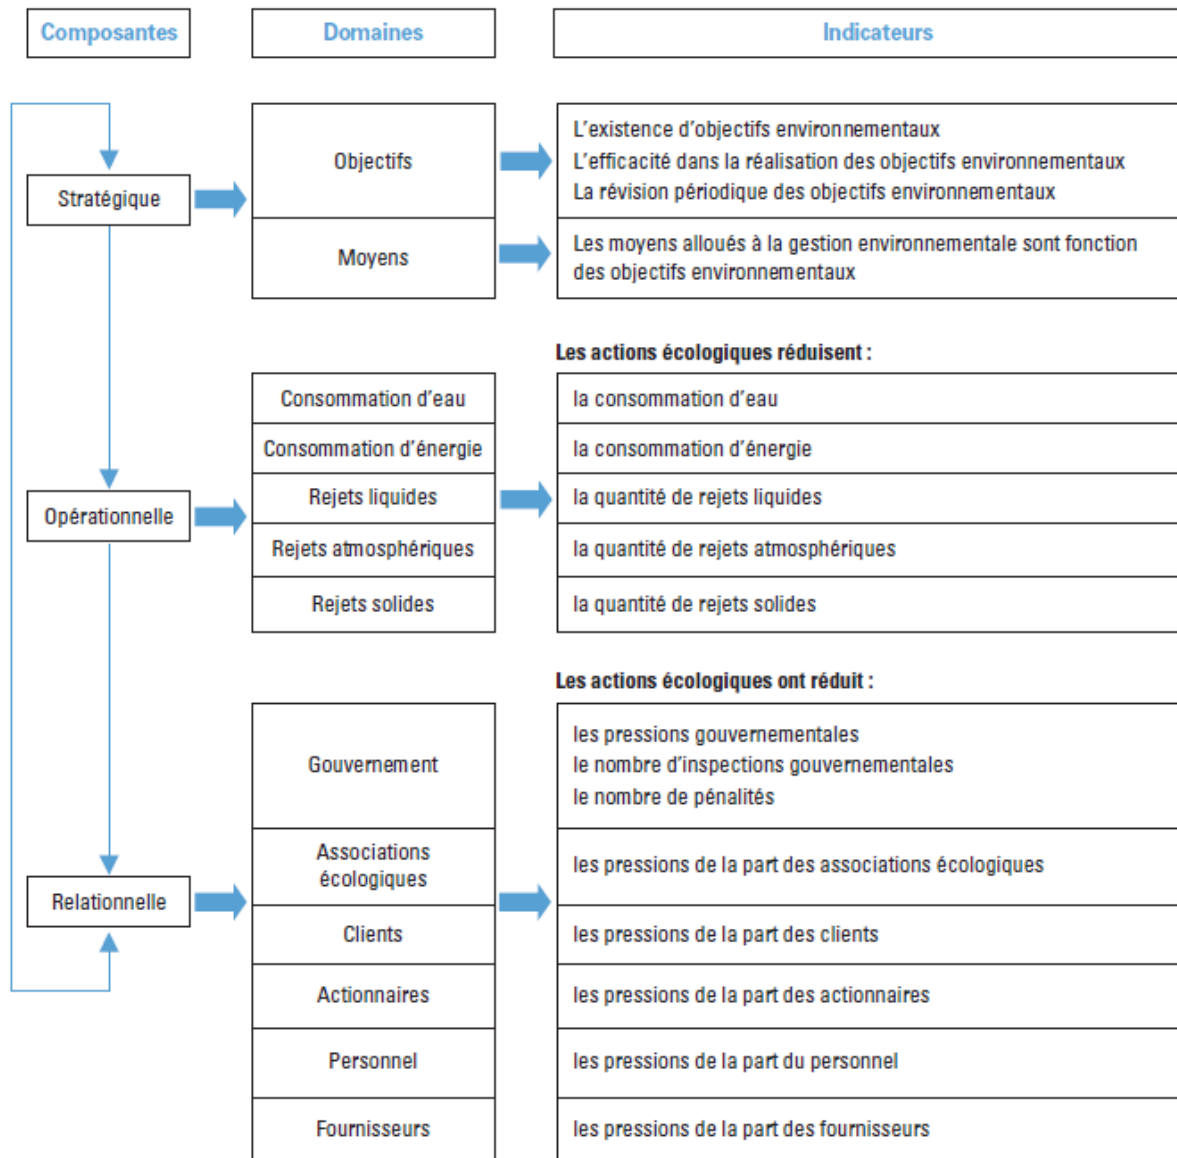 Composantes
Domaines
Indicateurs
Stratégique
Objectifs
L'existence d'objectifs environnementaux
L'efficacité dans la réalisation des objectifs environnementaux
La révision périodique des objectifs environnementaux
Moyens
Les moyens alloués à la gestion environnementale sont fonction
des objectifs environnementaux
Les actions écologiques réduisent :
Opérationnelle
Consommation d'eau
la consommation d'eau
Consommation d'énergie
la consommation d'énergie
Rejets liquides
la quantité de rejets liquides
Rejets atmosphériques
la quantité de rejets atmosphériques
Rejets solides
la quantité de rejets solides
Les actions écologiques ont réduit :
Relationnelle
Gouvernement
les pressions gouvernementales
le nombre d'inspections gouvernementales
le nombre de pénalités
Associations
écologiques
les pressions de la part des associations écologiques
Clients
les pressions de la part des clients
Actionnaires
les pressions de la part des actionnaires
Personnel
les pressions de la part du personnel
Fournisseurs
les pressions de la part des fournisseurs